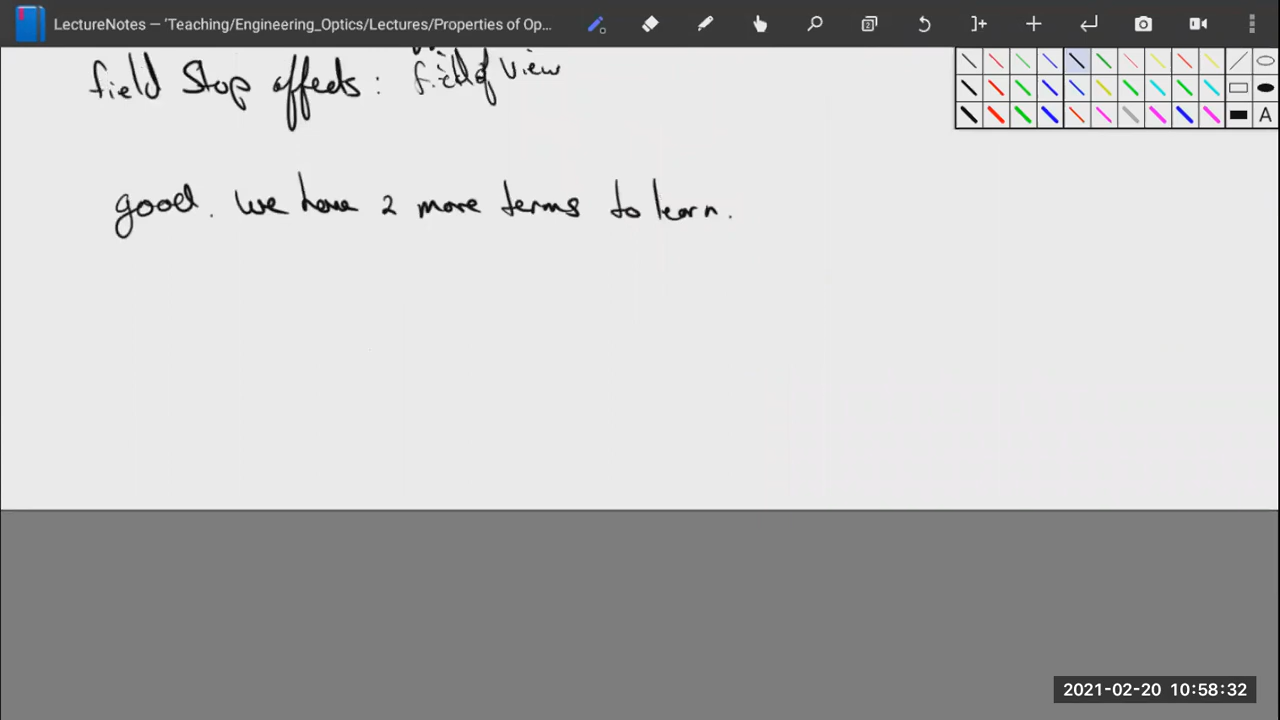 LectureNotes — 'Teaching/Engineering_Optics/Lectures/Properties of Op...
field Stop affects: field of View
good. we have 2 more terms to learn.
A
2021-02-20 10:58:32